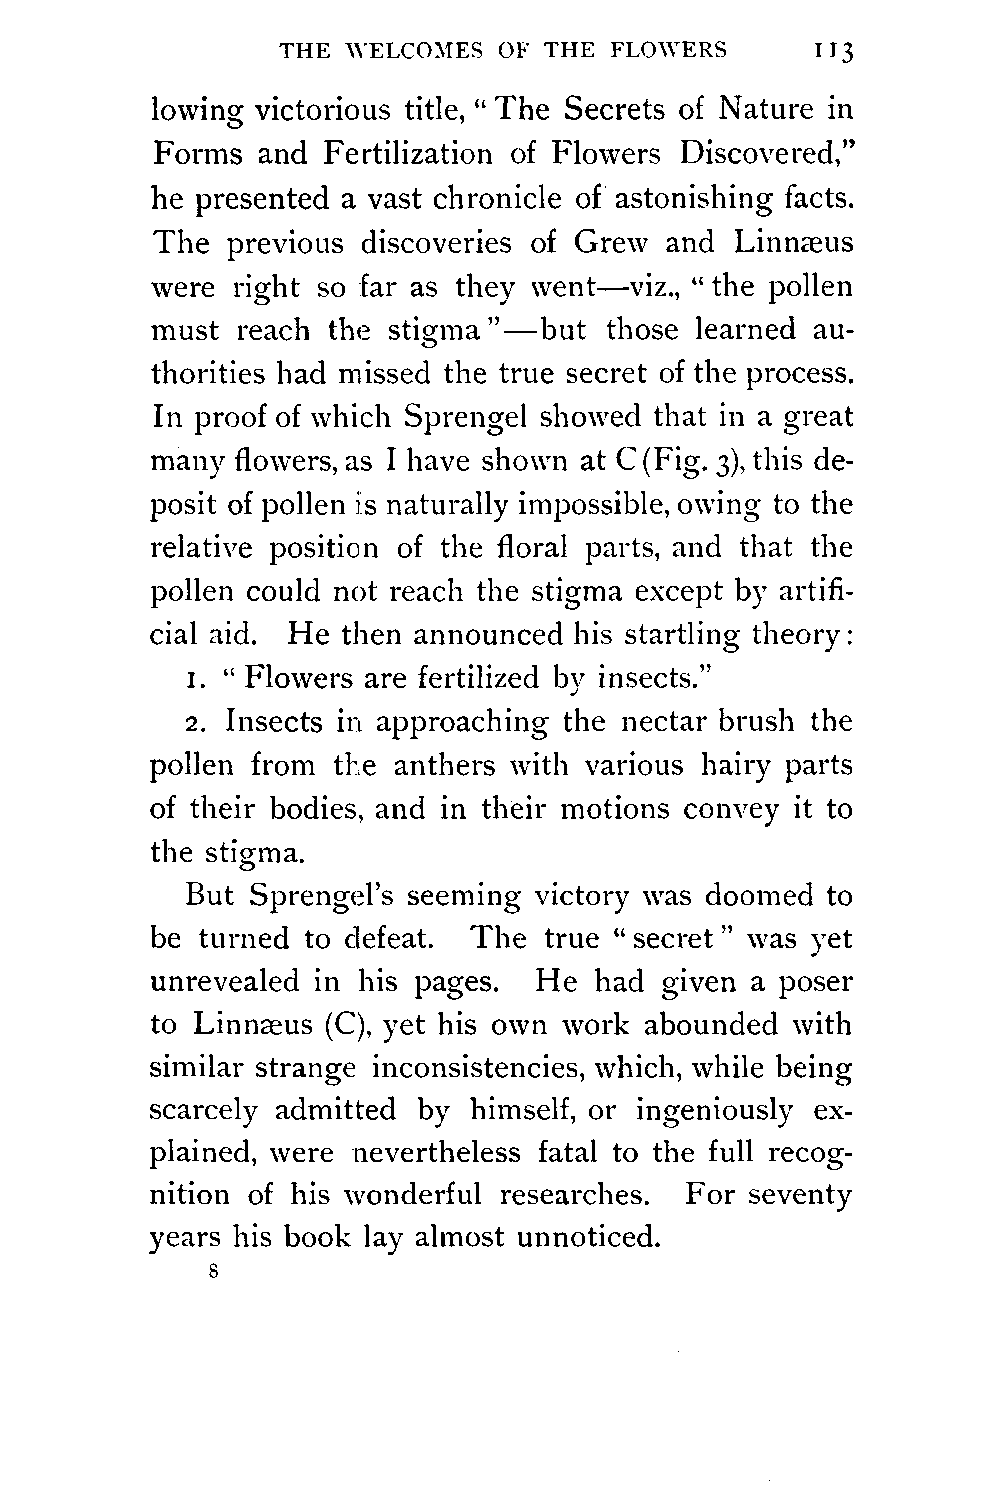 THE WELCOMES OF THE FLOWERS 113
lowing victorious title, “ The Secrets of Nature in
Forms and Fertilization of Flowers Discovered,”
he presented a vast chronicle of astonishing facts.
The previous discoveries of Grew and Linnæus
were right so far as they went—viz., “ the pollen
must reach the stigma ”—but those learned au-
thorities had missed the true secret of the process.
In proof of which Sprengel showed that in a great
many flowers, as I have shown at C (Fig. 3), this de-
posit of pollen is naturally impossible, owing to the
relative position of the floral parts, and that the
pollen could not reach the stigma except by artifi-
cial aid. He then announced his startling theory:
1. “ Flowers are fertilized by insects.”
2. Insects in approaching the nectar brush the
pollen from the anthers with various hairy parts
of their bodies, and in their motions convey it to
the stigma.
But Sprengel’s seeming victory was doomed to
be turned to defeat. The true “ secret ” was yet
unrevealed in his pages. He had given a poser
to Linnæus (C), yet his own work abounded with
similar strange inconsistencies, which, while being
scarcely admitted by himself, or ingeniously ex-
plained, were nevertheless fatal to the full recog-
nition of his wonderful researches. For seventy
years his book lay almost unnoticed.
8